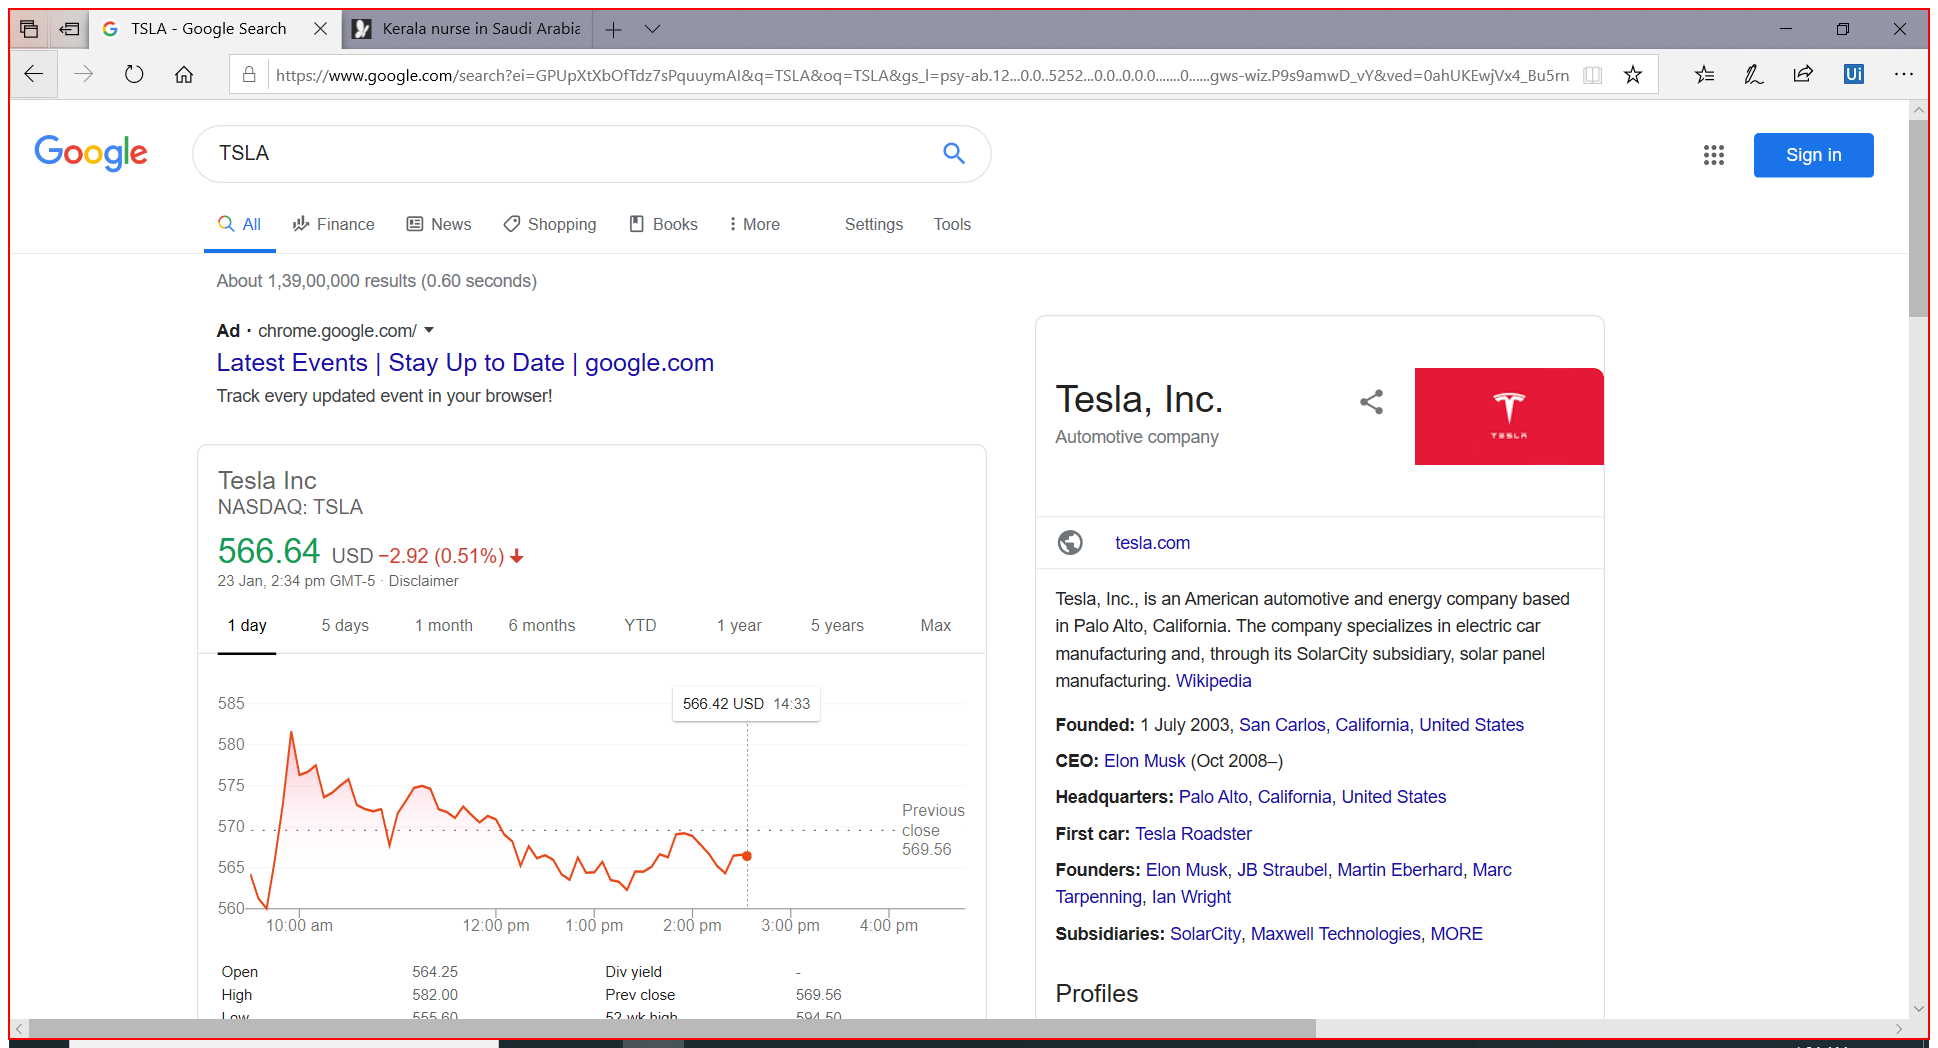 TSLA - Google Search
Kerala nurse in Saudi Arabia
https://www.google.com/search?ei=GPUpXtXbOfTdz7sPquuymAI&q=TSLA&oq=TSLA&gs_l=psy-ab.12...0.0..5252...0.0..0.0.0.......0......gws-wiz.P9s9amwD_vY&ved=0ahUKEwjVx4_Bu5rn
Ui
Google
TSLA
Sign in
All
Finance
News
Shopping
Books
More
Settings
Tools
About 1,39,00,000 results (0.60 seconds)
Ad · chrome.google.com/
Latest Events | Stay Up to Date | google.com
Track every updated event in your browser!
Tesla Inc
NASDAQ: TSLA
566.64 USD −2.92 (0.51%)
23 Jan, 2:34 pm GMT-5 · Disclaimer
1 day
5 days
1 month
6 months
YTD
1 year
5 years
Max
566.42 USD 14:33
585
580
575
570
565
560
Previous
close
569.56
10:00 am
12:00 pm
1:00 pm
2:00 pm
3:00 pm
4:00 pm
Open 564.25
Div yield -
High 582.00
Prev close 569.56
Low 555.60
52-wk high 594.50
Tesla, Inc.
Automotive company
TESLA
tesla.com
Tesla, Inc., is an American automotive and energy company based
in Palo Alto, California. The company specializes in electric car
manufacturing and, through its SolarCity subsidiary, solar panel
manufacturing. Wikipedia
Founded: 1 July 2003, San Carlos, California, United States
CEO: Elon Musk (Oct 2008–)
Headquarters: Palo Alto, California, United States
First car: Tesla Roadster
Founders: Elon Musk, JB Straubel, Martin Eberhard, Marc
Tarpenning, Ian Wright
Subsidiaries: SolarCity, Maxwell Technologies, MORE
Profiles